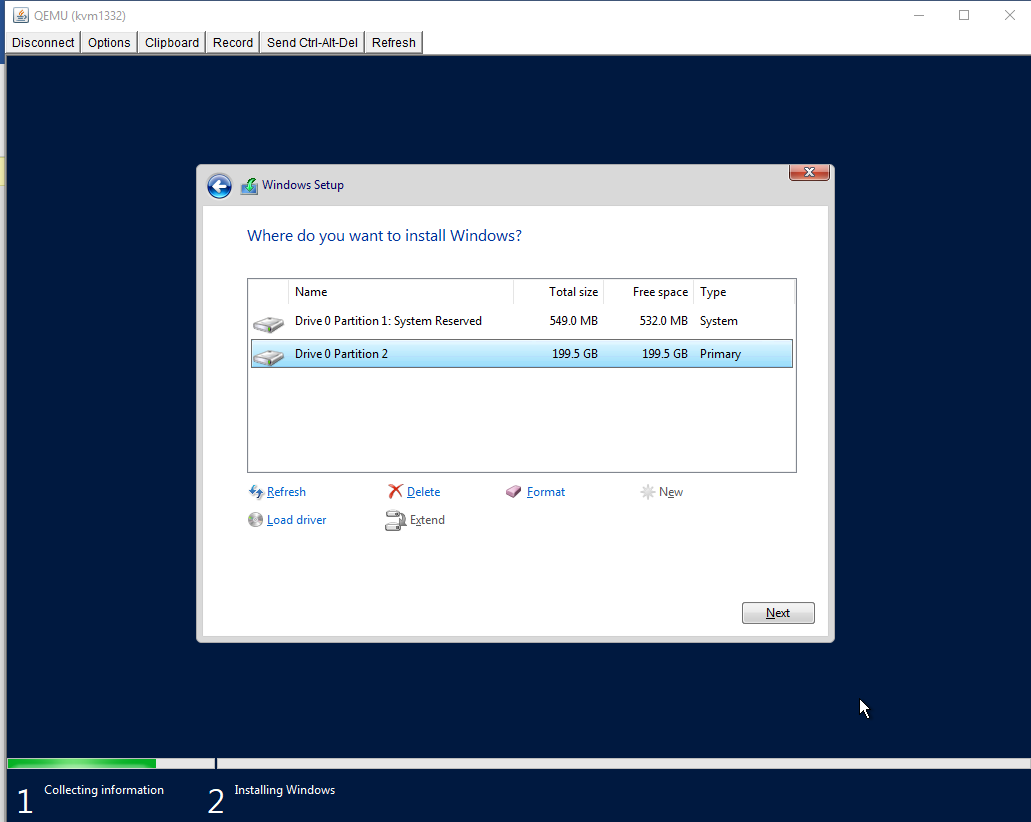 QEMU (kvm1332)
Disconnect Options Clipboard Record Send Ctrl-Alt-Del Refresh
Windows Setup
Where do you want to install Windows?
Name Total size Free space Type
Drive 0 Partition 1: System Reserved 549.0 MB 532.0 MB System
Drive 0 Partition 2 199.5 GB 199.5 GB Primary
Refresh Delete Format New
Load driver Extend
Next
1 Collecting information 2 Installing Windows